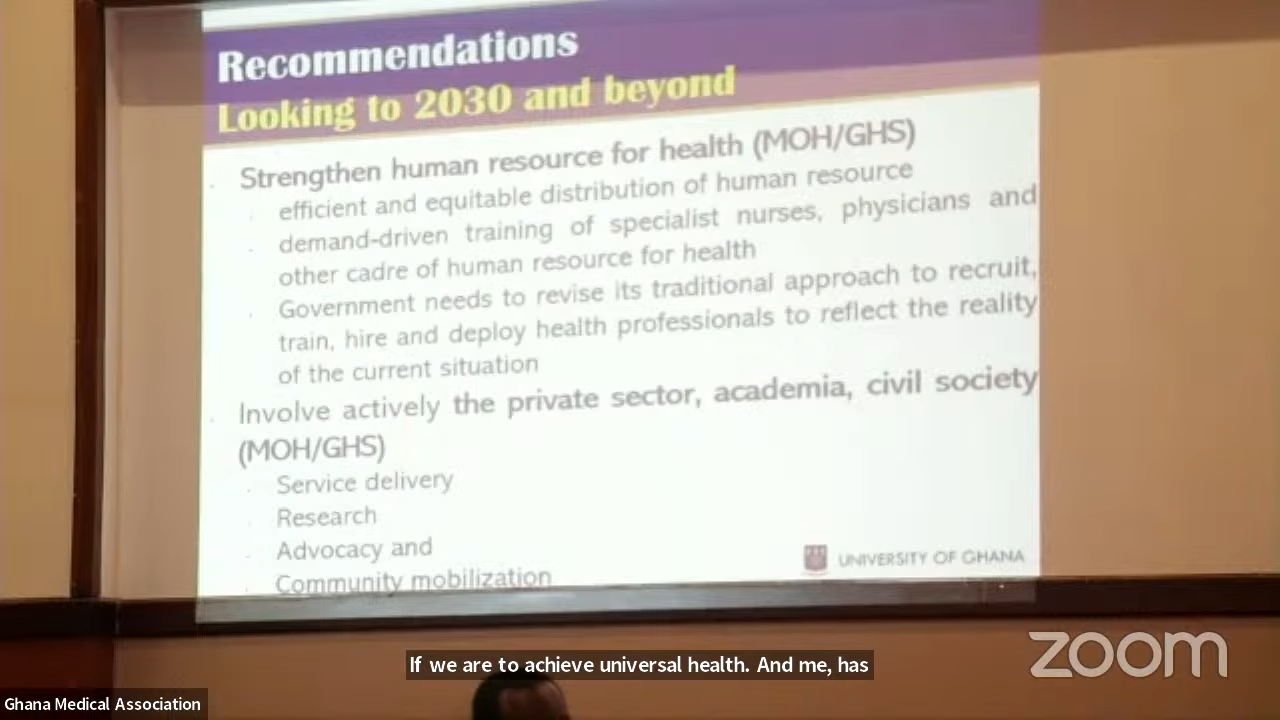 Recommendations
Looking to 2030 and beyond
Strengthen human resource for health (MOH/GHS)
efficient and equitable distribution of human resource
demand-driven training of specialist nurses, physicians and
other cadre of human resource for health
Government needs to revise its traditional approach to recruit,
train, hire and deploy health professionals to reflect the reality
of the current situation
Involve actively the private sector, academia, civil society
(MOH/GHS)
Service delivery
Research
Advocacy and
Community mobilization
UNIVERSITY OF GHANA
If we are to achieve universal health. And me, has
zoom
Ghana Medical Association